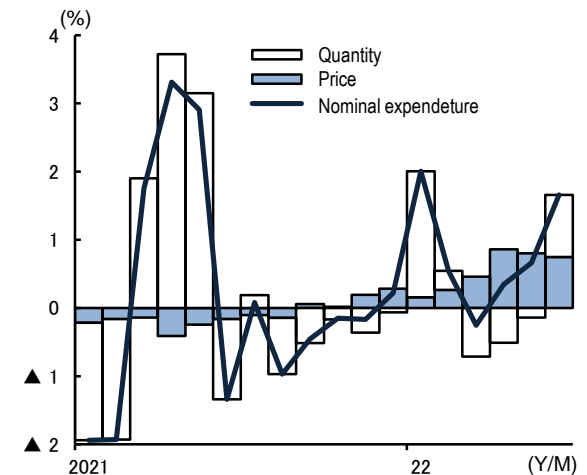 (%)
4
3
2
1
0
▲ 1
▲ 2
Quantity
Price
Nominal expendeture
2021
22
(Y/M)